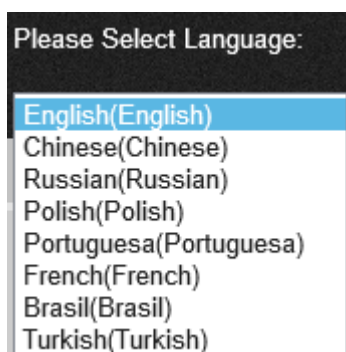 Please Select Language:
English(English)
Chinese(Chinese)
Russian(Russian)
Polish(Polish)
Portuguesa(Portuguesa)
French(French)
Brasil(Brasil)
Turkish(Turkish)